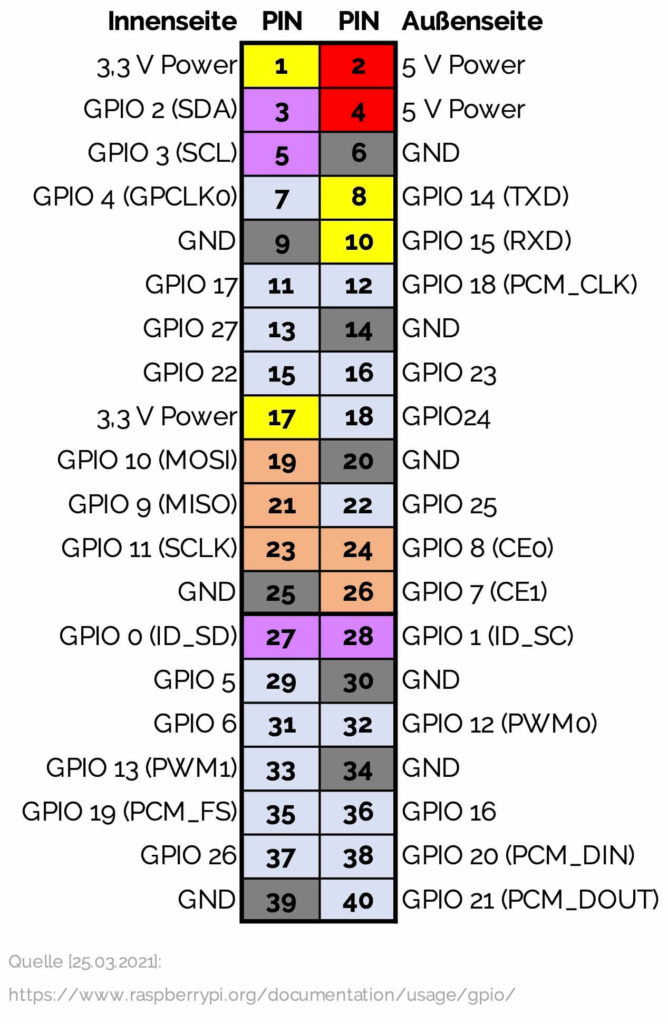 Innenseite PIN PIN Außenseite
3,3 V Power 1 2 5 V Power
GPIO 2 (SDA) 3 4 5 V Power
GPIO 3 (SCL) 5 6 GND
GPIO 4 (GPCLK0) 7 8 GPIO 14 (TXD)
GND 9 10 GPIO 15 (RXD)
GPIO 17 11 12 GPIO 18 (PCM_CLK)
GPIO 27 13 14 GND
GPIO 22 15 16 GPIO 23
3,3 V Power 17 18 GPIO24
GPIO 10 (MOSI) 19 20 GND
GPIO 9 (MISO) 21 22 GPIO 25
GPIO 11 (SCLK) 23 24 GPIO 8 (CE0)
GND 25 26 GPIO 7 (CE1)
GPIO 0 (ID_SD) 27 28 GPIO 1 (ID_SC)
GPIO 5 29 30 GND
GPIO 6 31 32 GPIO 12 (PWM0)
GPIO 13 (PWM1) 33 34 GND
GPIO 19 (PCM_FS) 35 36 GPIO 16
GPIO 26 37 38 GPIO 20 (PCM_DIN)
GND 39 40 GPIO 21 (PCM_DOUT)
Quelle [25.03.2021]:
https://www.raspberrypi.org/documentation/usage/gpio/